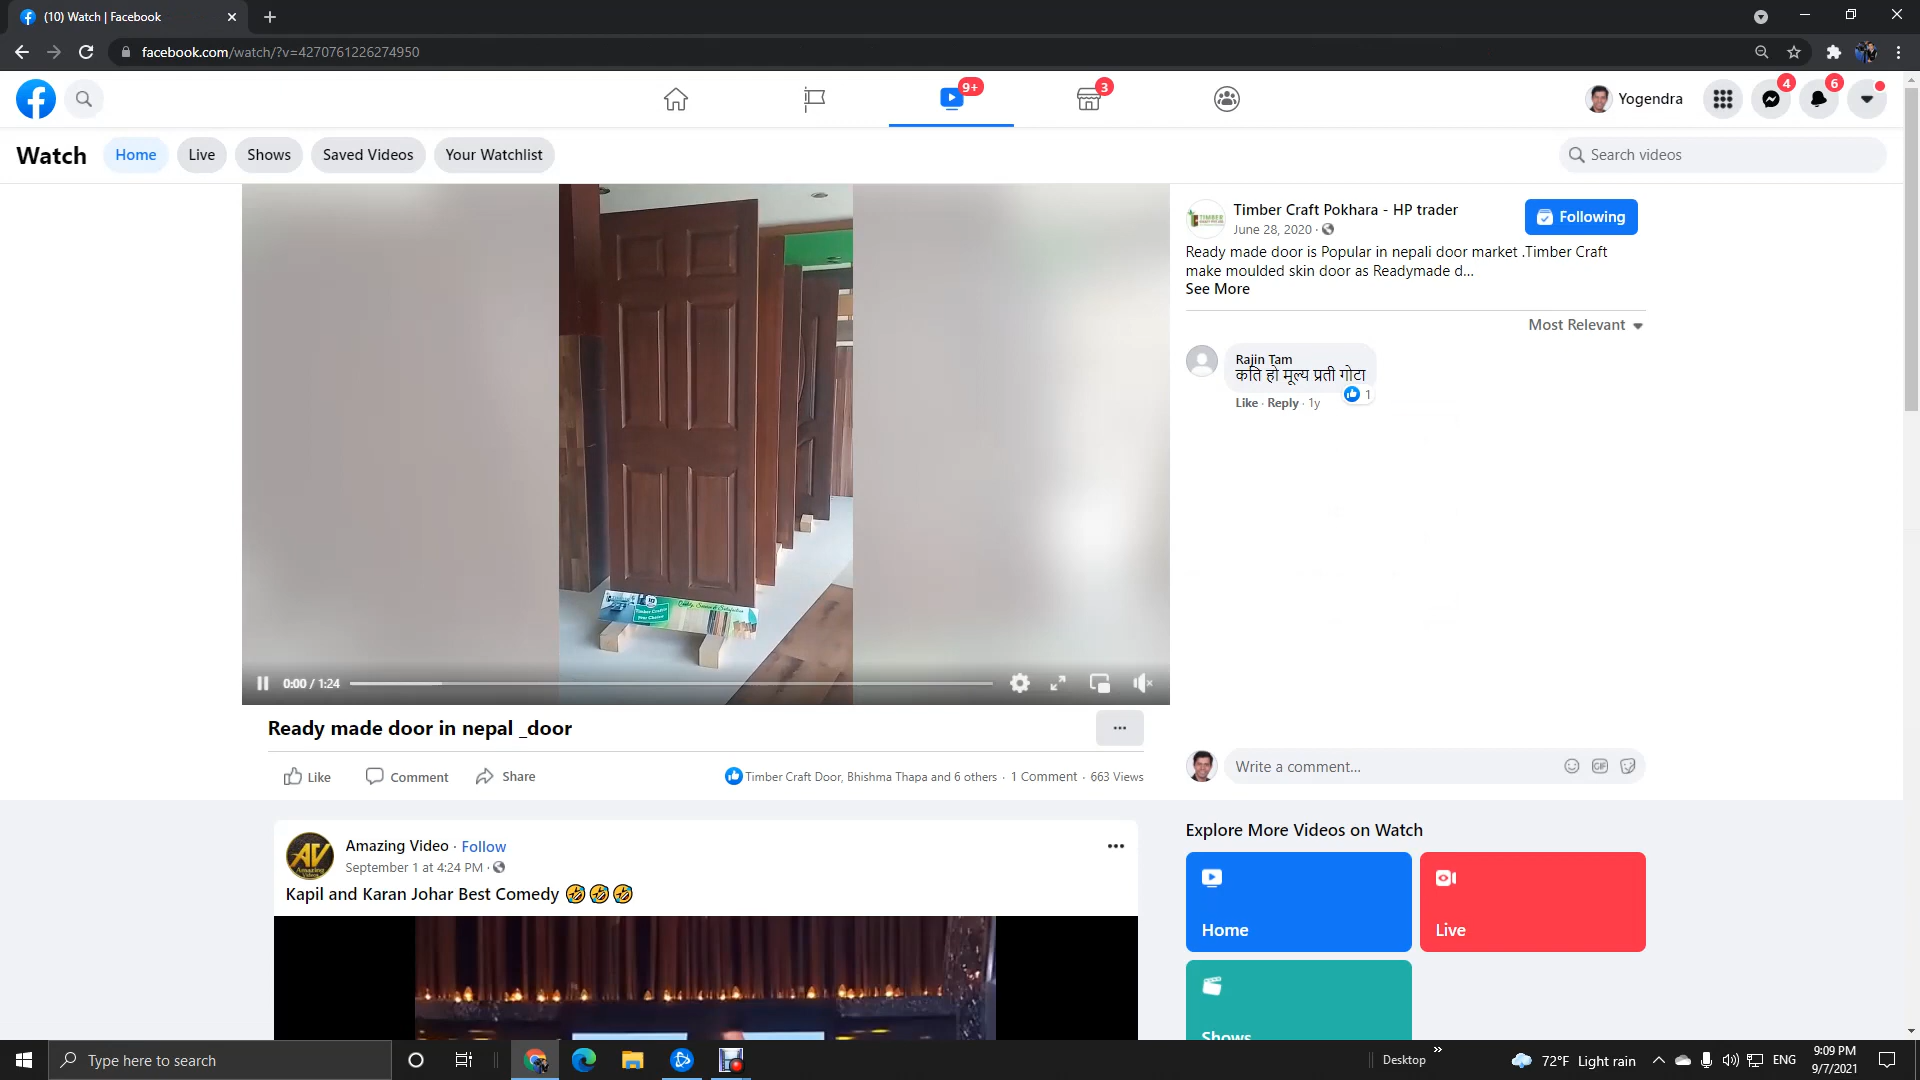 (10) Watch | Facebook
facebook.com/watch/?v=4270761226274950
9+
3
Yogendra
4
6
Watch
Home
Live
Shows
Saved Videos
Your Watchlist
Search videos
Timber Craft Pokhara - HP trader
June 28, 2020 ·
Following
Ready made door is Popular in nepali door market .Timber Craft
make moulded skin door as Readymade d...
See More
Most Relevant
Rajin Tam
कति हो मूल्य प्रती गोटा
1
Like · Reply · 1y
0:00 / 1:24
Ready made door in nepal _door
Like
Comment
Share
Timber Craft Door, Bhishma Thapa and 6 others · 1 Comment · 663 Views
Write a comment...
GIF
Amazing Video · Follow
September 1 at 4:24 PM ·
Kapil and Karan Johar Best Comedy
Explore More Videos on Watch
Home
Live
Shows
Type here to search
Desktop
72°F Light rain
ENG
9:09 PM
9/7/2021